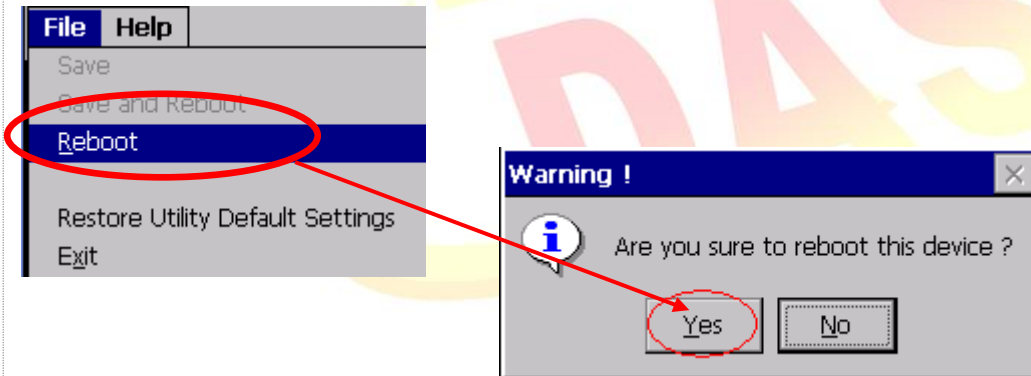 File Help
Save
Save and Reboot
Reboot
Restore Utility Default Settings
Exit
DAS
Warning !
Are you sure to reboot this device ?
Yes No